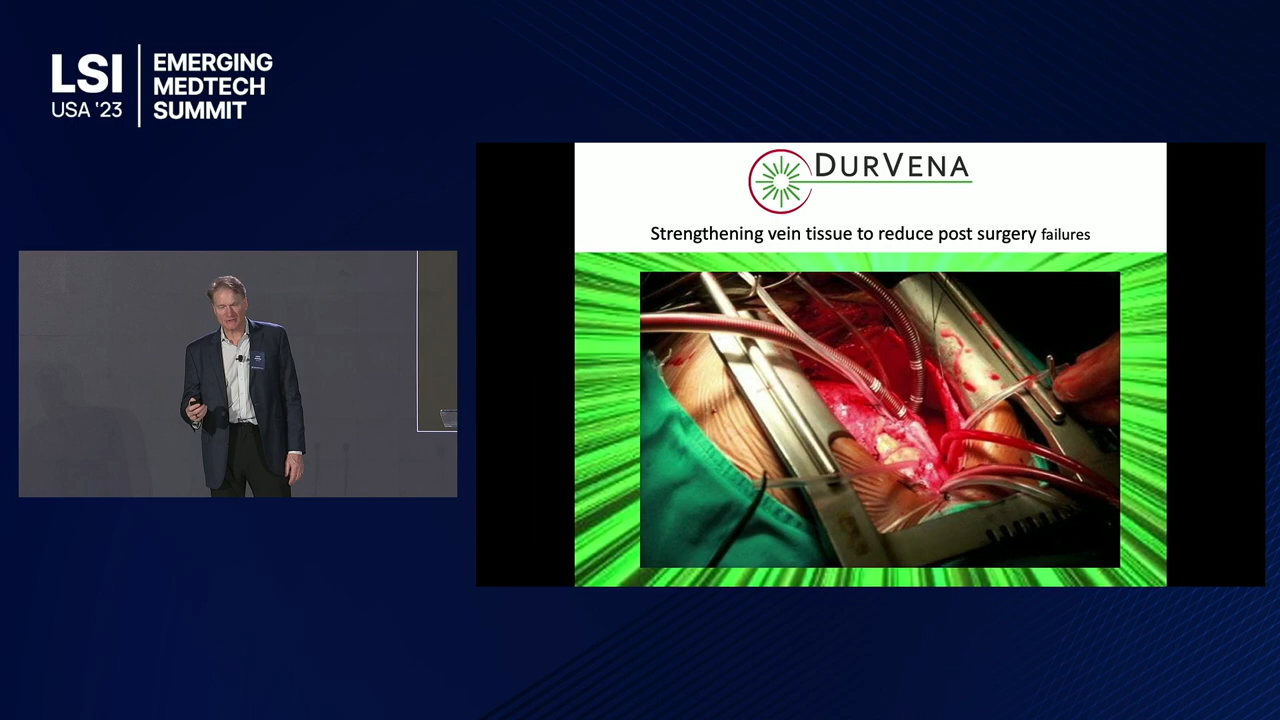 LSI
USA '23
EMERGING
MEDTECH
SUMMIT
DURVENA
Strengthening vein tissue to reduce post surgery failures